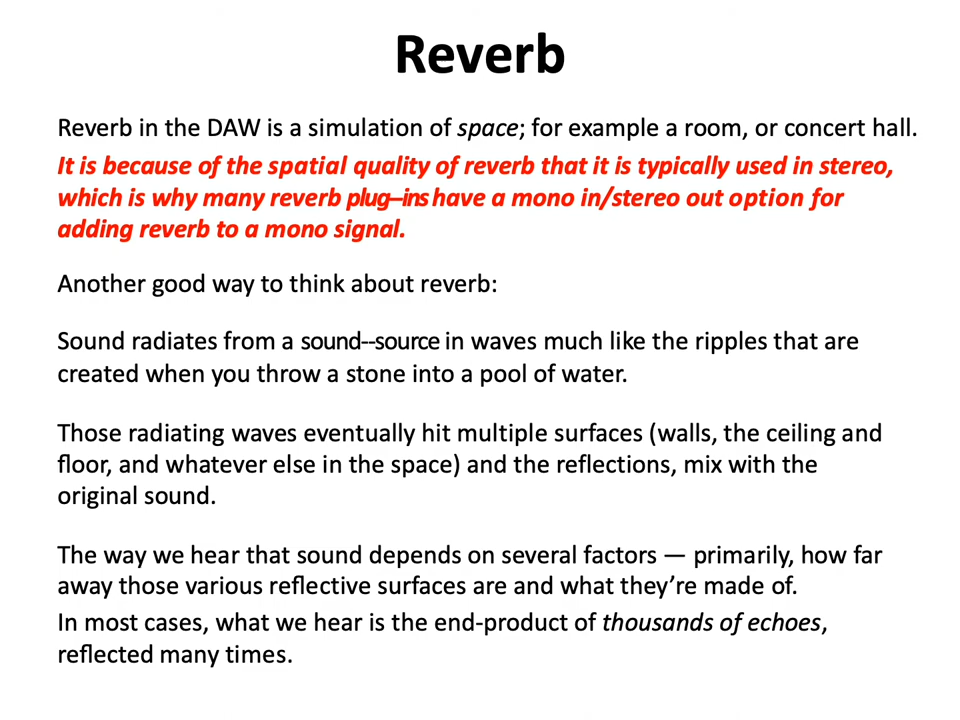 Reverb
Reverb in the DAW is a simulation of space; for example a room, or concert hall.
It is because of the spatial quality of reverb that it is typically used in stereo,
which is why many reverb plug-‐ins have a mono in/stereo out option for
adding reverb to a mono signal.
Another good way to think about reverb:
Sound radiates from a sound-‐source in waves much like the ripples that are
created when you throw a stone into a pool of water.
Those radiating waves eventually hit multiple surfaces (walls, the ceiling and
floor, and whatever else in the space) and the reflections, mix with the
original sound.
The way we hear that sound depends on several factors — primarily, how far
away those various reflective surfaces are and what they’re made of.
In most cases, what we hear is the end-product of thousands of echoes,
reflected many times.